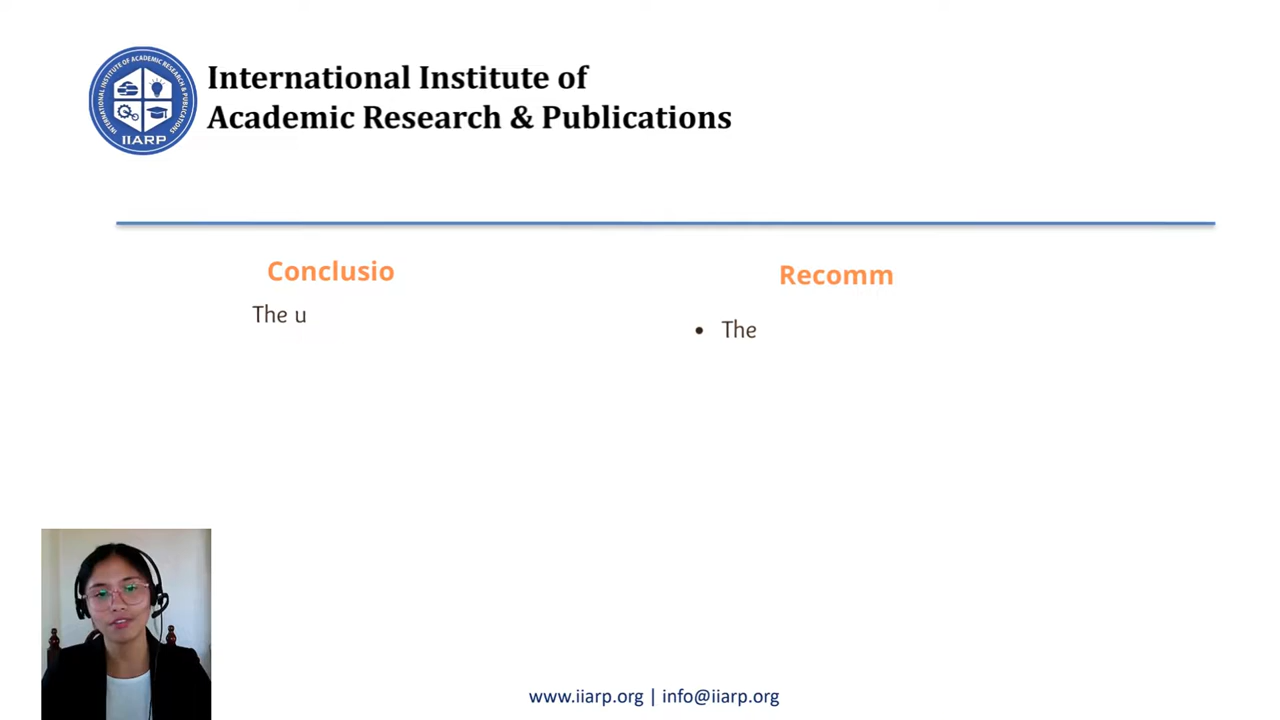 INTERNATIONAL INSTITUTE OF ACADEMIC RESEARCH & PUBLICATIONS
IIARP
International Institute of
Academic Research & Publications
Conclusio
The u
Recomm
• The
www.iiarp.org | info@iiarp.org